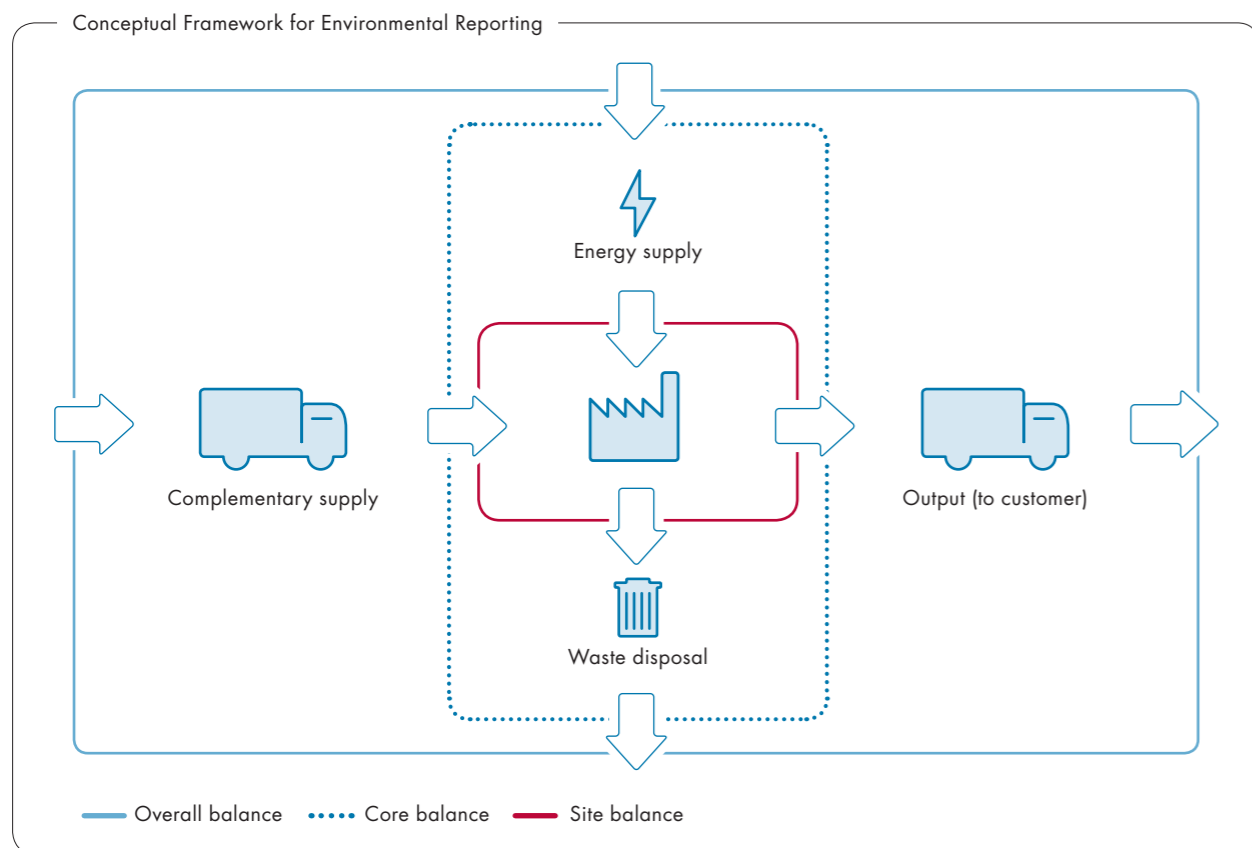 Conceptual Framework for Environmental Reporting
Energy supply
Complementary supply
Output (to customer)
Waste disposal
Overall balance
Core balance
Site balance